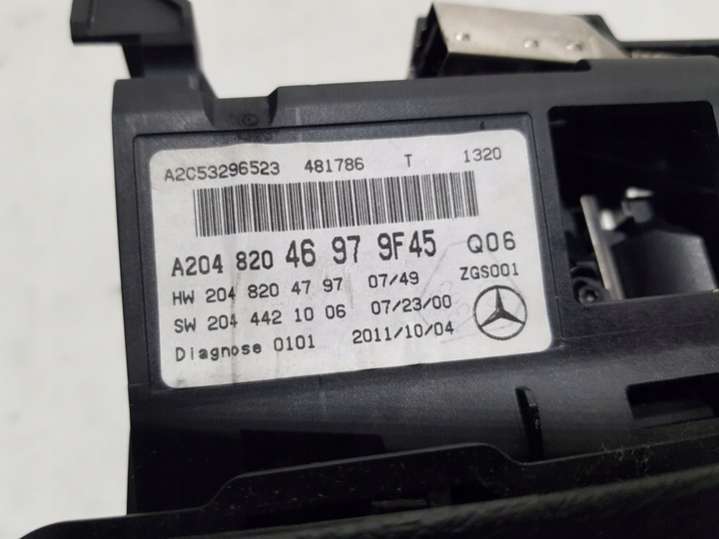 A2C53296523 481786 T 1320
A204 820 46 97 9F45 Q06
HW 204 820 47 97 07/49 ZGS001
SW 204 442 10 06 07/23/00
Diagnose 0101 2011/10/04